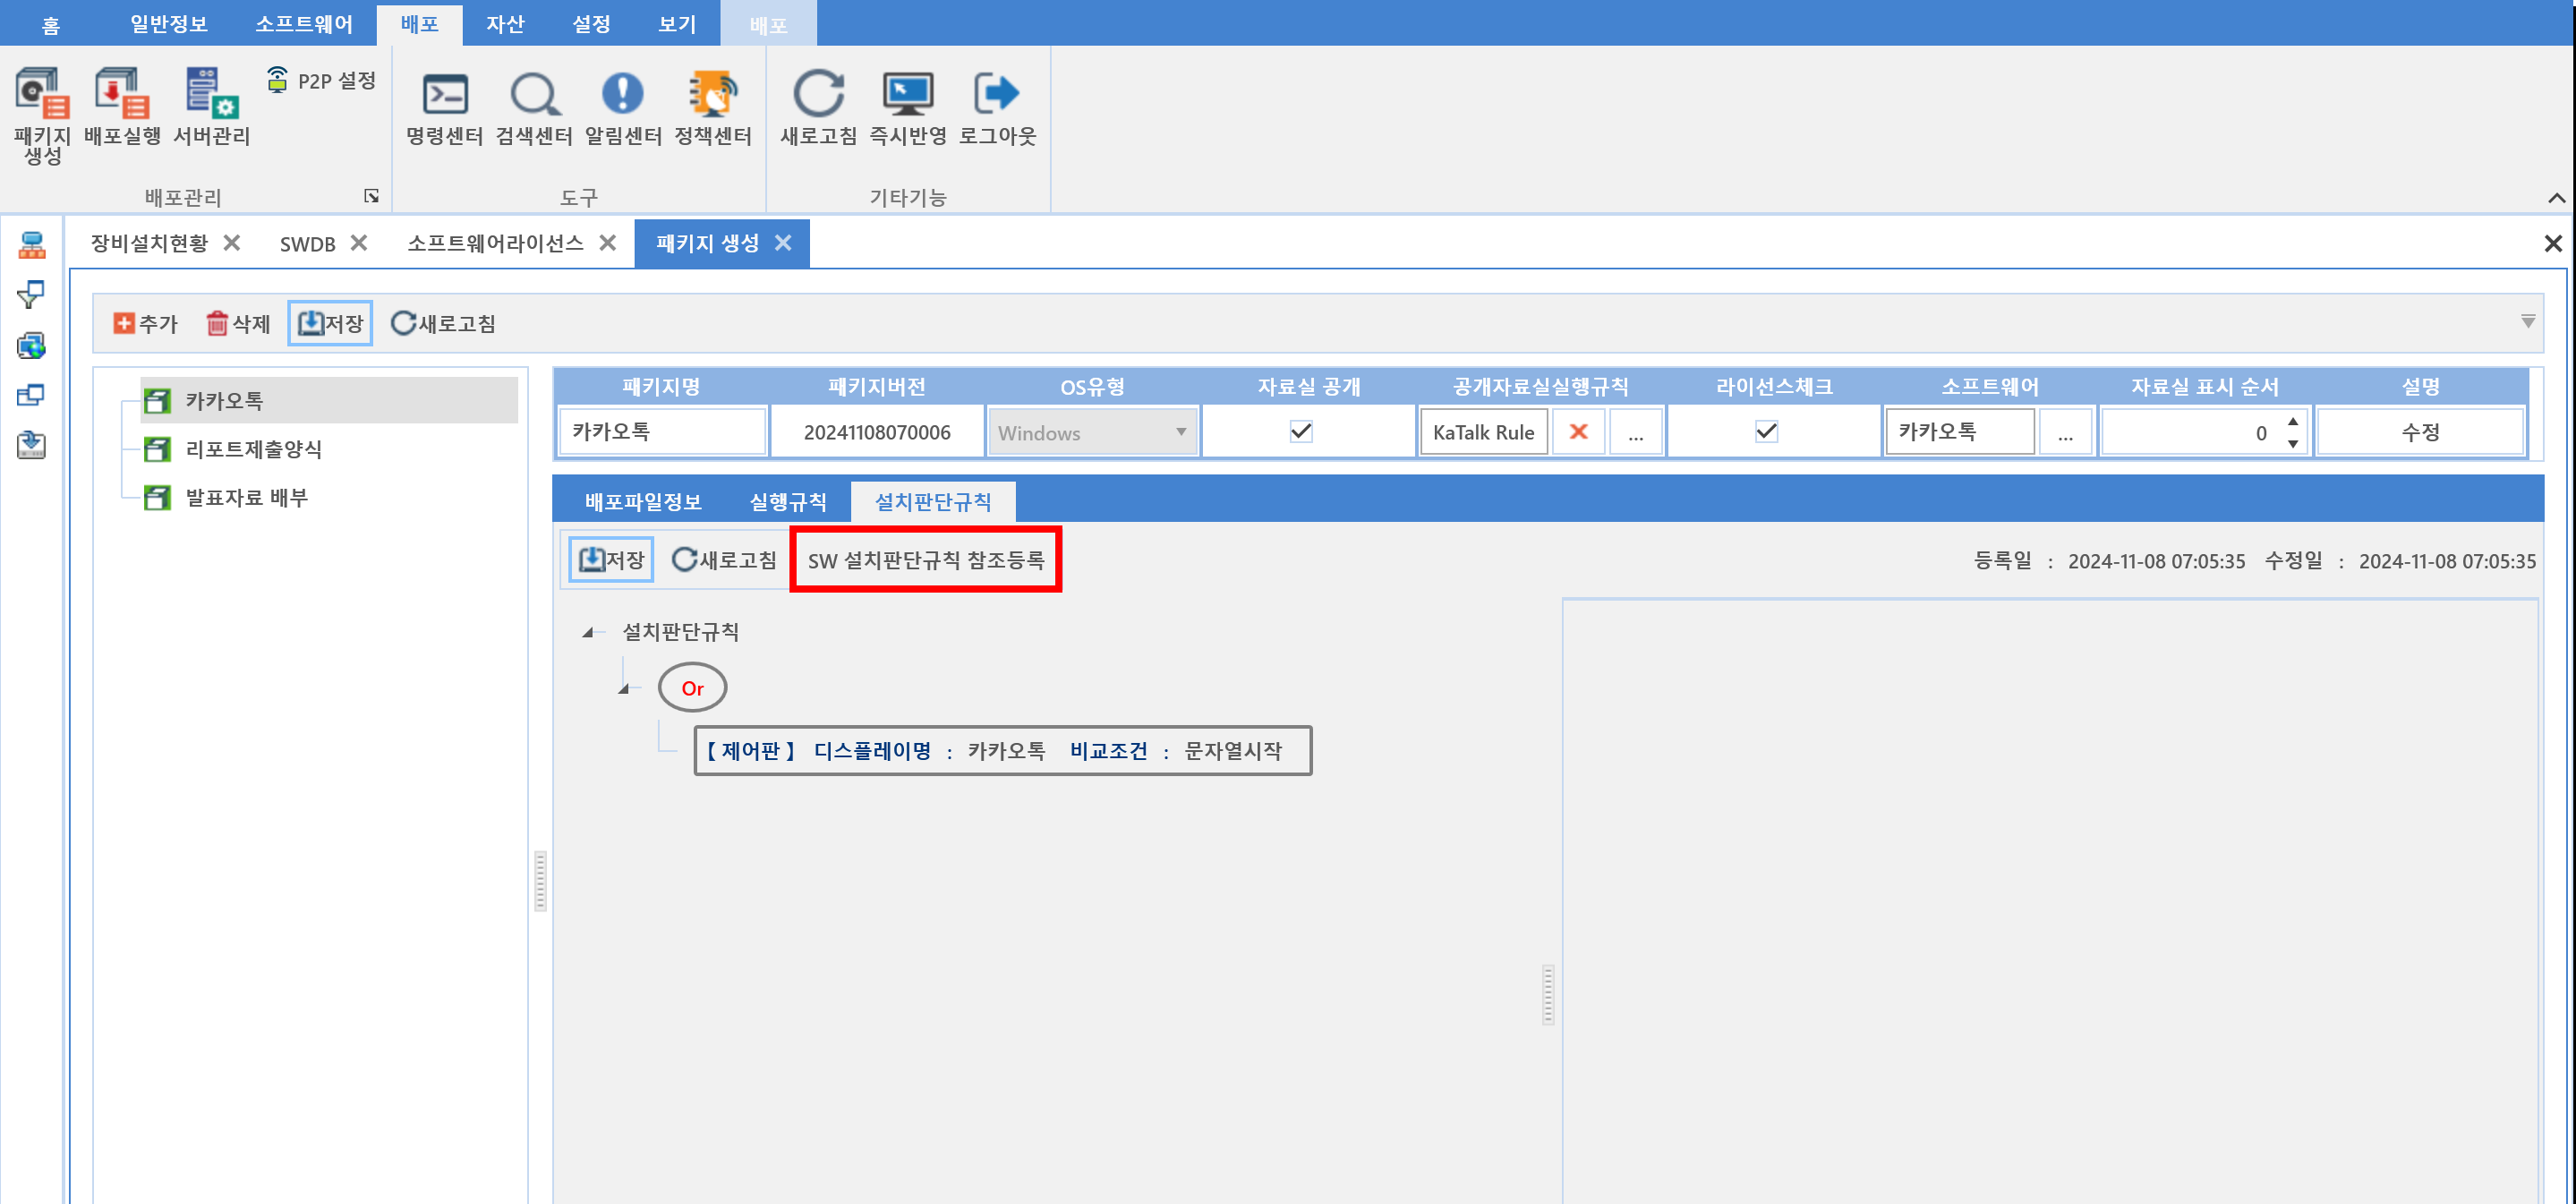 홈 일반정보 소프트웨어 배포 자산 설정 보기 배포
패키지 생성 배포실행 서버관리 P2P 설정 명령센터 검색센터 알림센터 정책센터 새로고침 즉시반영 로그아웃
배포관리 도구 기타기능
장비설치현황 SWDB 소프트웨어라이선스 패키지 생성
추가 삭제 저장 새로고침
카카오톡
리포트제출양식
발표자료 배부
패키지명 패키지버전 OS유형 자료실 공개 공개자료실실행규칙 라이선스체크 소프트웨어 자료실 표시 순서 설명
카카오톡 20241108070006 Windows KaTalk Rule ... 카카오톡 ... 0 수정
배포파일정보 실행규칙 설치판단규칙
저장 새로고침 SW 설치판단규칙 참조등록 등록일 : 2024-11-08 07:05:35 수정일 : 2024-11-08 07:05:35
설치판단규칙
Or
【 제어판 】 디스플레이명 : 카카오톡 비교조건 : 문자열시작